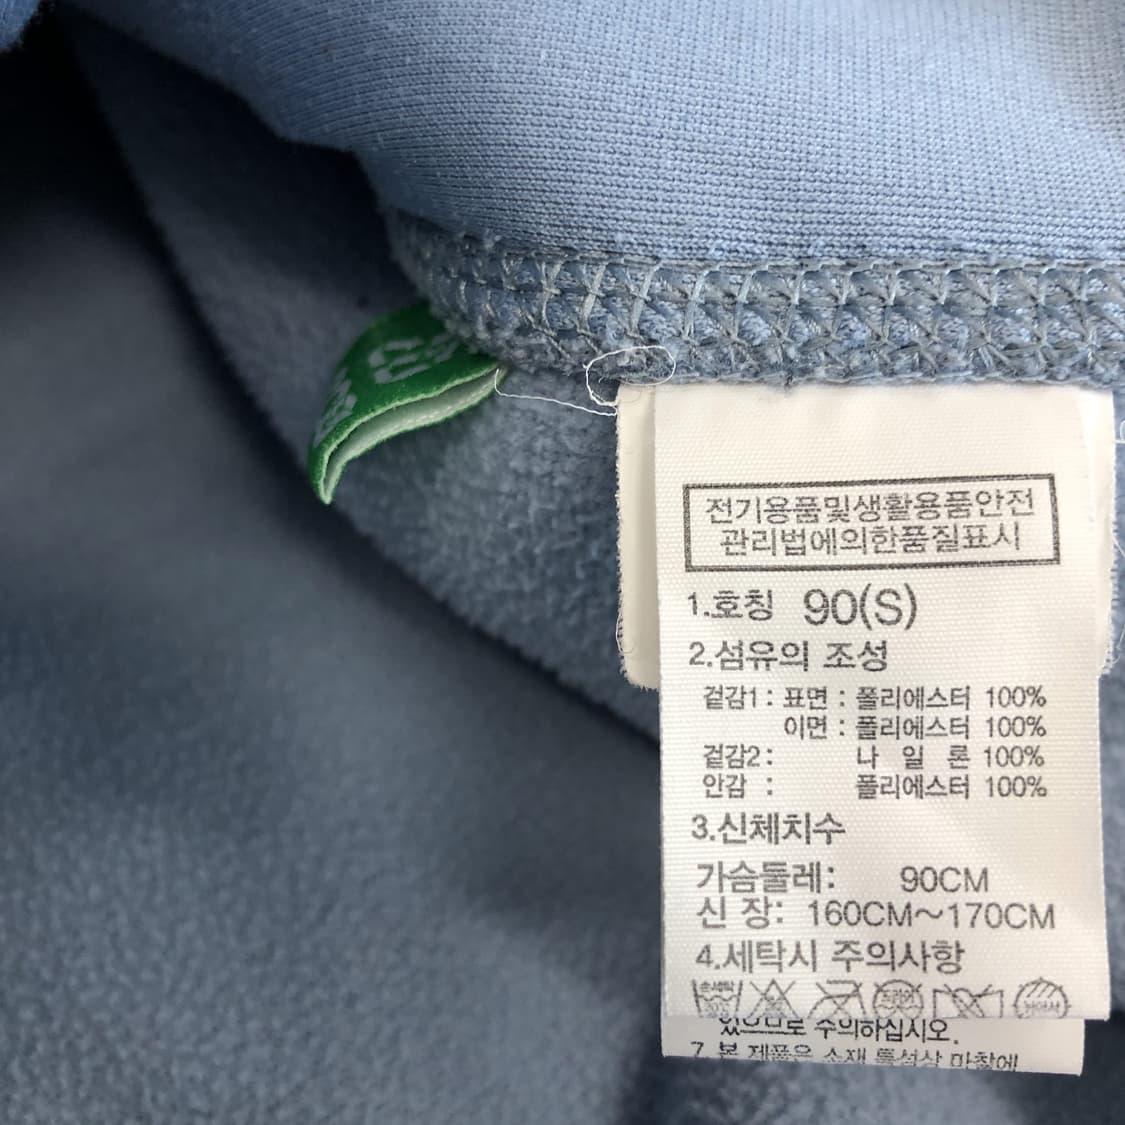 전기용품및생활용품안전
관리법에의한품질표시
1.호칭 90(S)
2.섬유의 조성
겉감1 : 표면 : 폴리에스터 100%
이면 : 폴리에스터 100%
겉감2 : 나 일 론 100%
안감 : 폴리에스터 100%
3.신체치수
가슴둘레: 90CM
신 장: 160CM~170CM
4.세탁시 주의사항
있으므로 주의하십시오.
7. 본 제품은 소재 특성상 마찰에